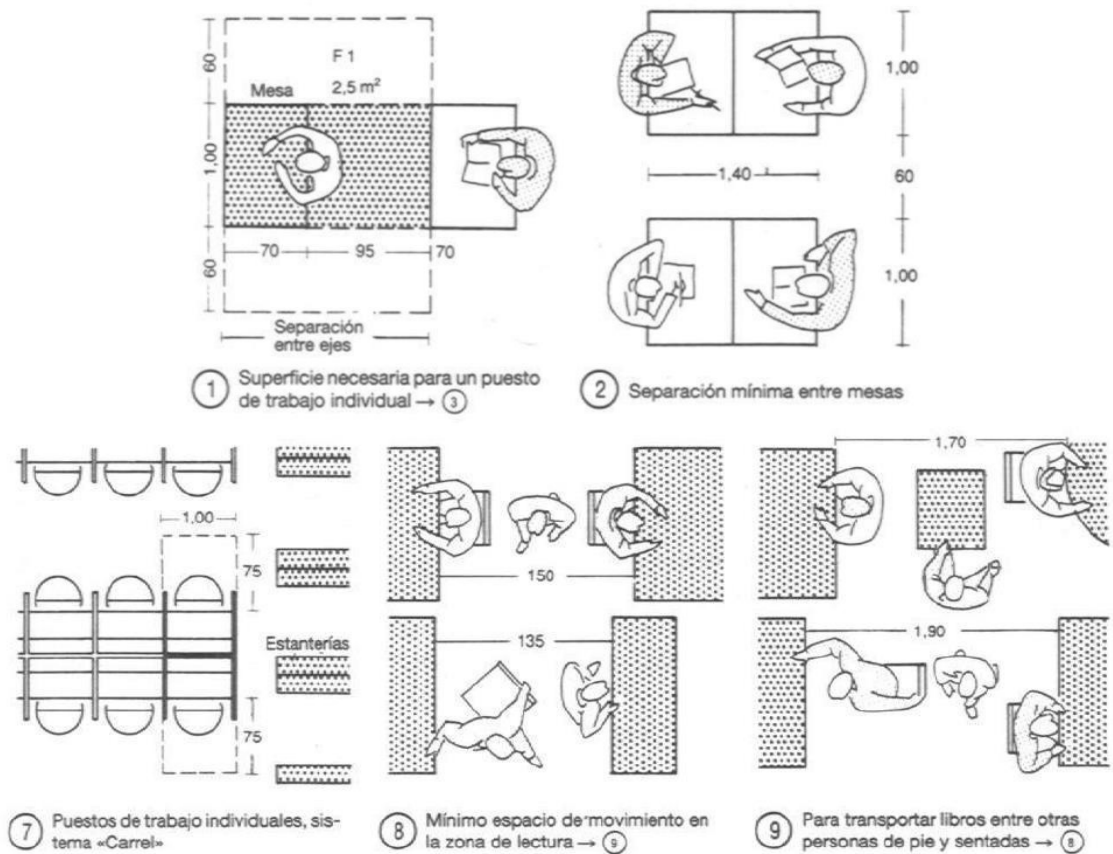 60
F 1
Mesa
2,5 m²
1,00
70
95
70
60
Separación
entre ejes
1 Superficie necesaria para un puesto
de trabajo individual → 3
1,00
1,40
60
1,00
2 Separación mínima entre mesas
1,00
75
Estanterías
75
7 Puestos de trabajo individuales, sis-
tema «Carrel»
150
135
8 Mínimo espacio de movimiento en
la zona de lectura → 9
1,70
1,90
9 Para transportar libros entre otras
personas de pie y sentadas → 8